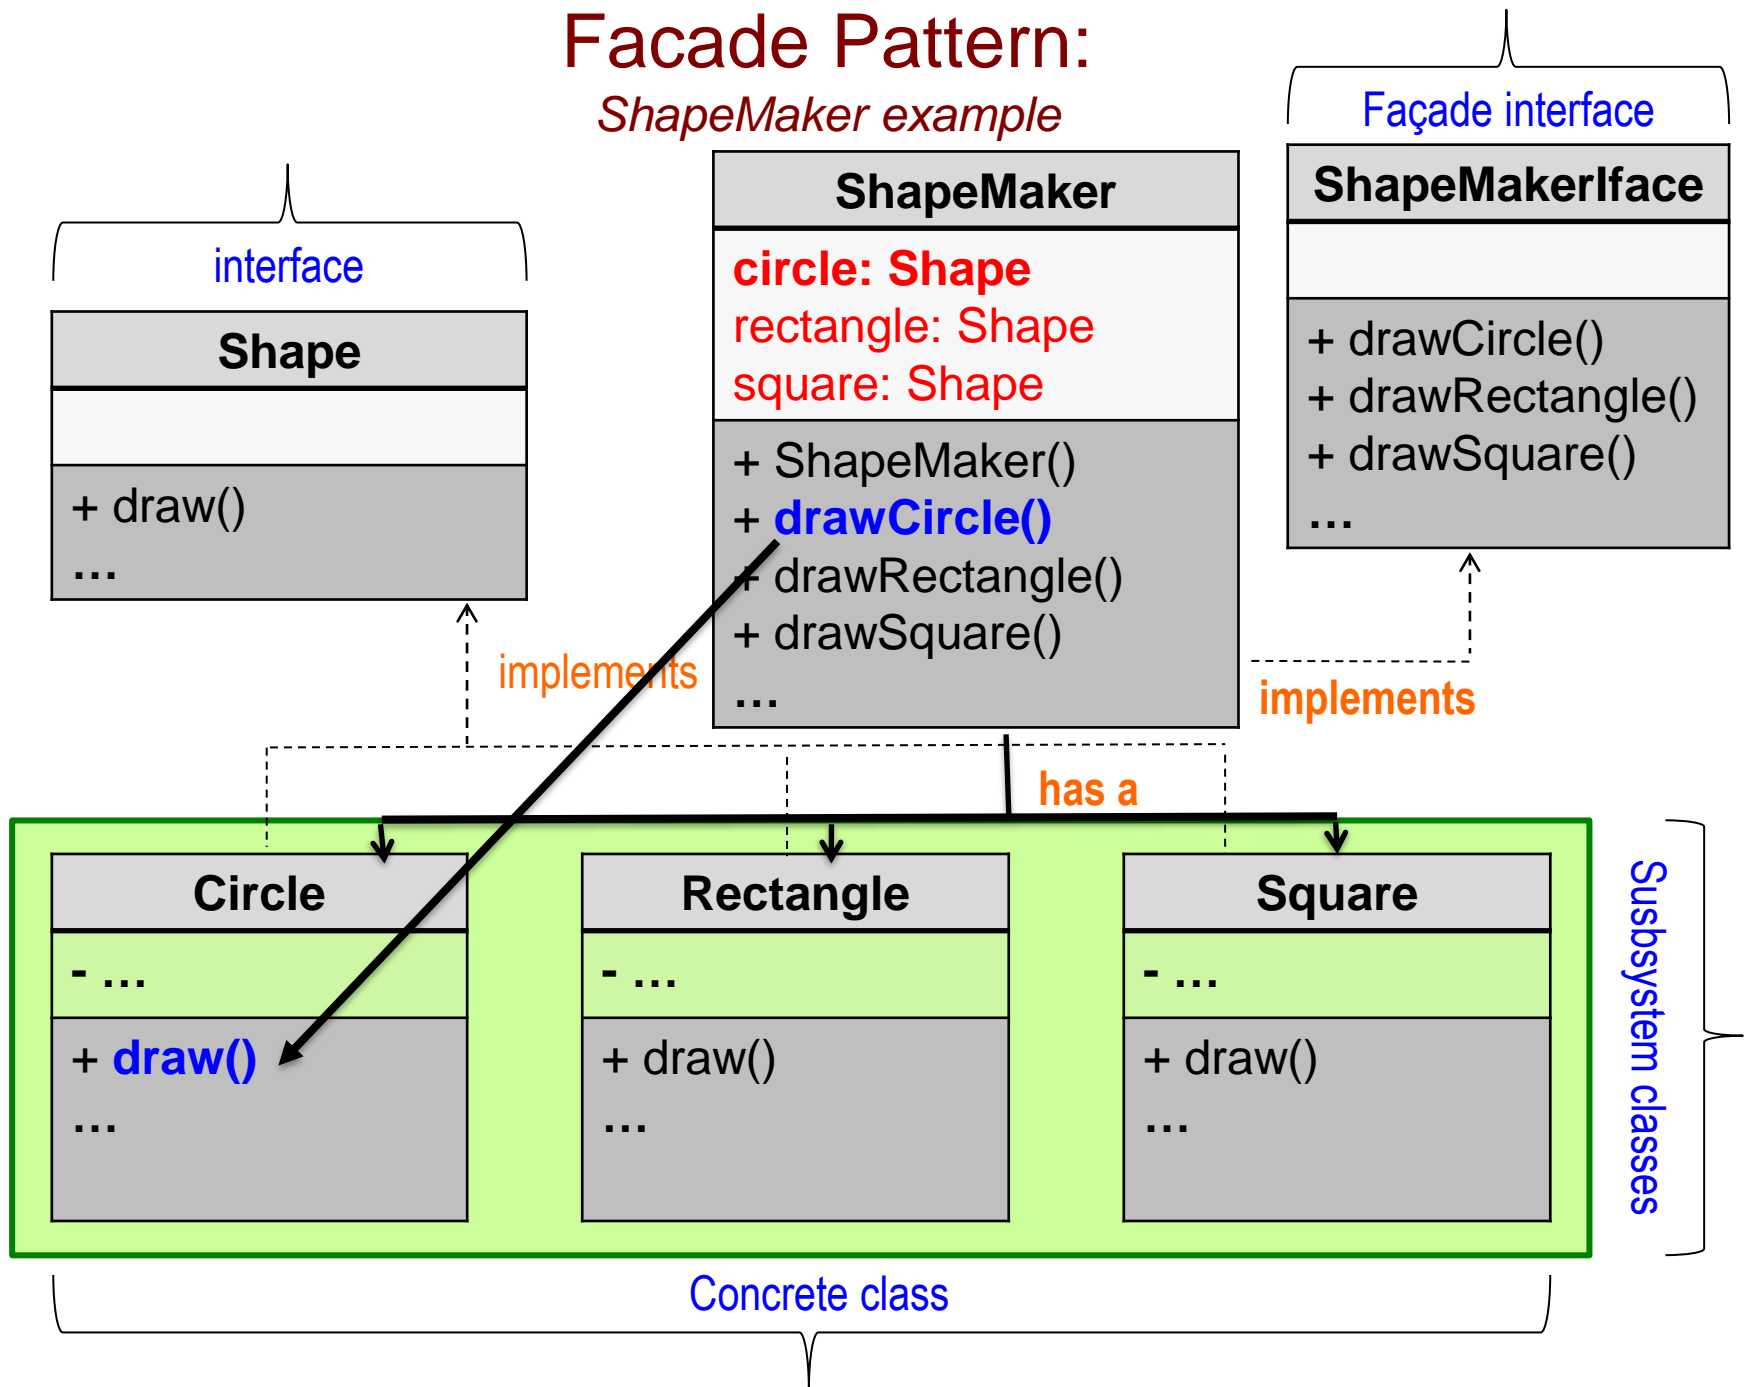 Facade Pattern:
ShapeMaker example
Façade interface
ShapeMakerIface
+ drawCircle()
+ drawRectangle()
+ drawSquare()
…
ShapeMaker
circle: Shape
rectangle: Shape
square: Shape
+ ShapeMaker()
+ drawCircle()
+ drawRectangle()
+ drawSquare()
…
interface
Shape
+ draw()
…
implements
implements
has a
Circle
- …
+ draw()
…
Rectangle
- …
+ draw()
…
Square
- …
+ draw()
…
Susbsystem classes
Concrete class